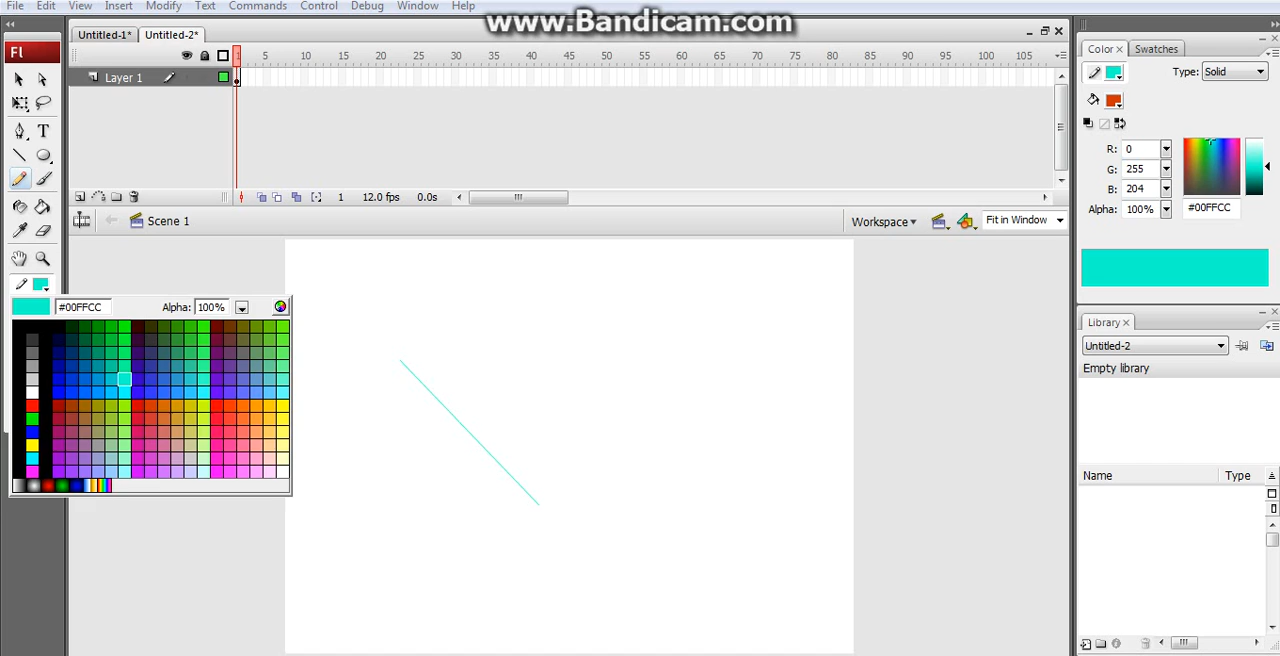 File Edit View Insert Modify Text Commands Control Debug Window Help
www.Bandicam.com
Untitled-1* Untitled-2*
Fl
1 5 10 15 20 25 30 35 40 45 50 55 60 65 70 75 80 85 90 95 100 105
Layer 1
T
1 12.0 fps 0.0s
Scene 1
Workspace
Fit in Window
#00FFCC
Alpha: 100%
Color Swatches
Type: Solid
R: 0
G: 255
B: 204
Alpha: 100% #00FFCC
Library
Untitled-2
Empty library
Name Type